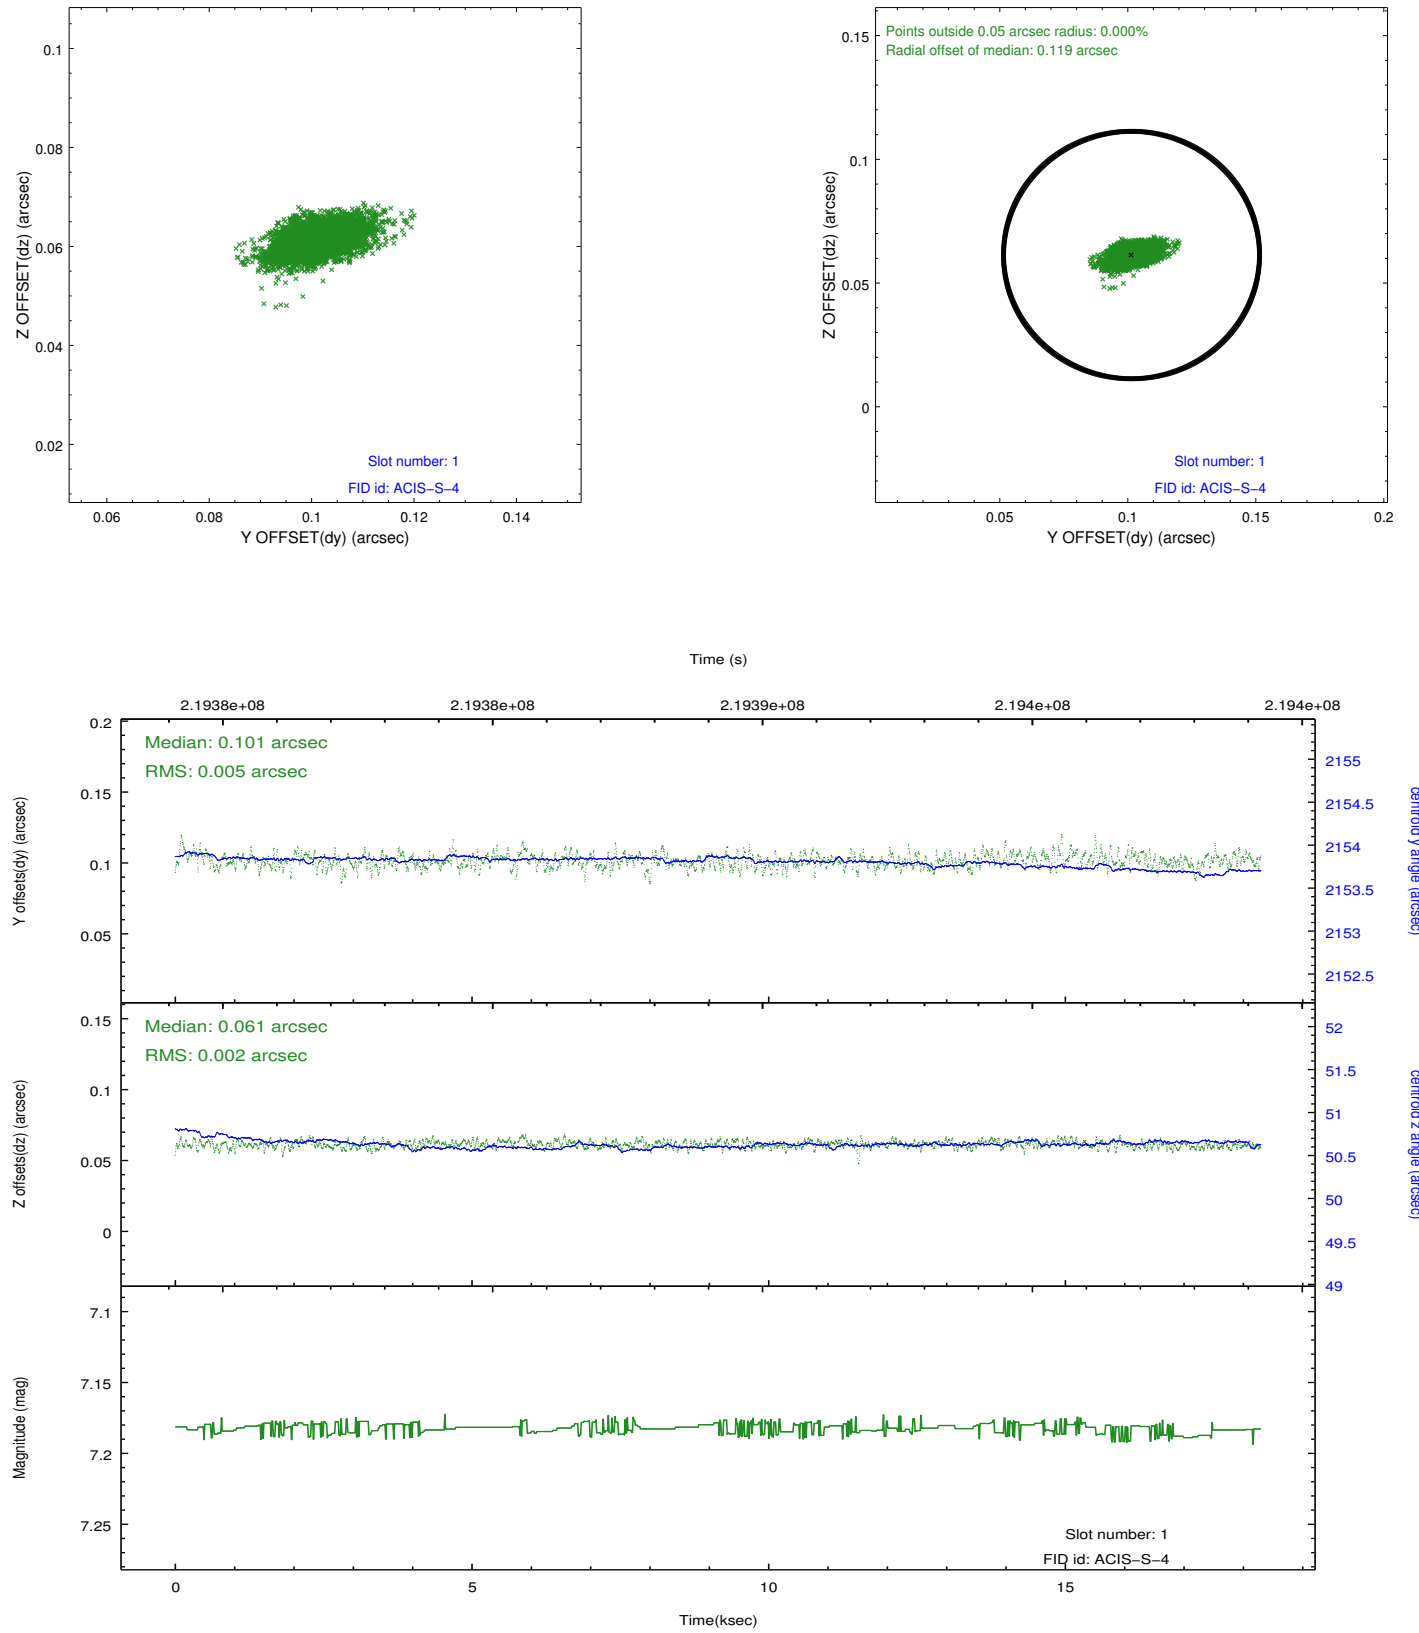 0.1
0.08
0.06
0.04
0.02
Z OFFSET(dz) (arcsec)
Slot number: 1
FID id: ACIS−S−4
0.06 0.08 0.1 0.12 0.14
Y OFFSET(dy) (arcsec)
Points outside 0.05 arcsec radius: 0.000%
Radial offset of median: 0.119 arcsec
0.15
0.1
0.05
0
Z OFFSET(dz) (arcsec)
Slot number: 1
FID id: ACIS−S−4
0.05 0.1 0.15 0.2
Y OFFSET(dy) (arcsec)
Time (s)
2.1938e+08 2.1938e+08 2.1939e+08 2.194e+08 2.194e+08
Median: 0.101 arcsec
RMS: 0.005 arcsec
0.2
0.15
0.1
0.05
Y offsets(dy) (arcsec)
2155
2154.5
2154
2153.5
2153
2152.5
centroid y angle (arcsec)
Median: 0.061 arcsec
RMS: 0.002 arcsec
0.15
0.1
0.05
0
Z offsets(dz) (arcsec)
52
51.5
51
50.5
50
49.5
49
centroid z angle (arcsec)
7.1
7.15
7.2
7.25
Magnitude (mag)
Slot number: 1
FID id: ACIS−S−4
0 5 10 15
Time(ksec)